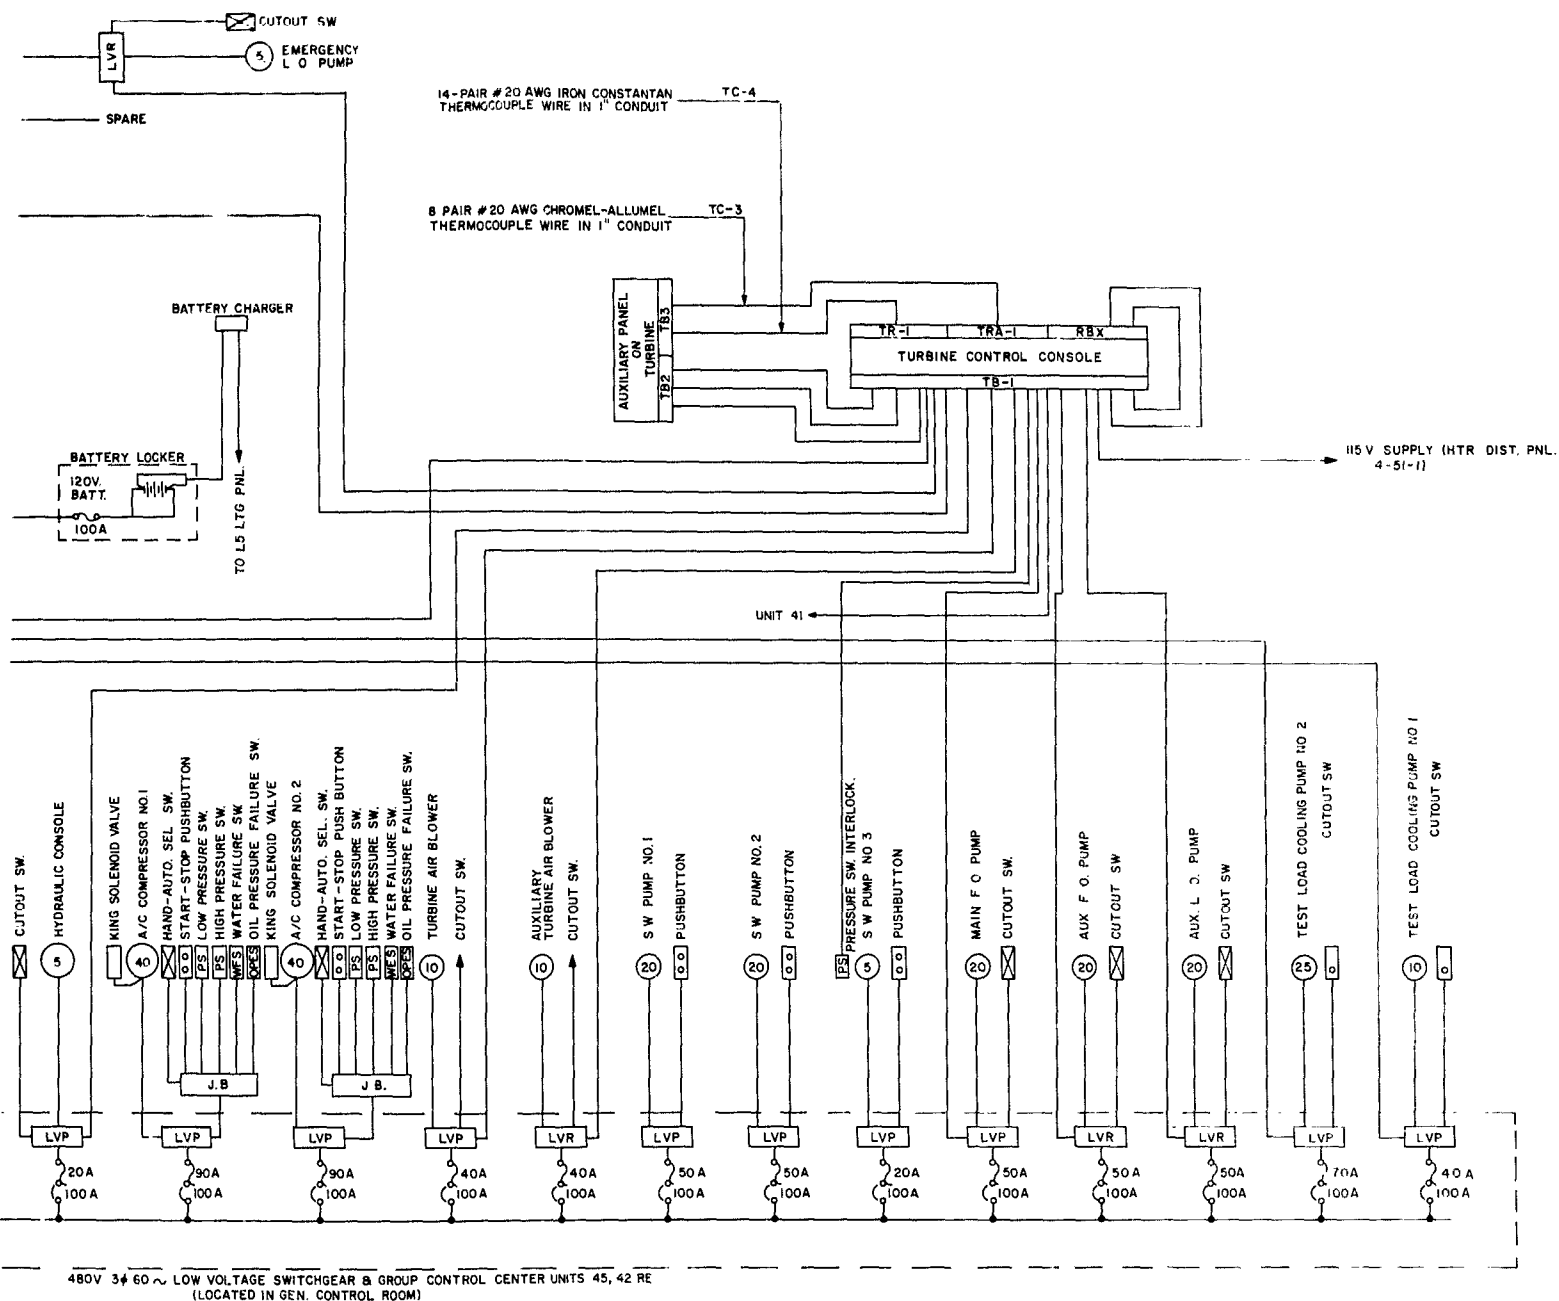 CUTOUT SW
LVR
5
EMERGENCY
L O PUMP
SPARE
14-PAIR #20 AWG IRON CONSTANTAN
THERMOCOUPLE WIRE IN 1" CONDUIT
TC-4
8 PAIR #20 AWG CHROMEL-ALLUMEL
THERMOCOUPLE WIRE IN 1" CONDUIT
TC-3
BATTERY CHARGER
AUXILIARY PANEL
ON
TURBINE
TB3
TB2
TR-1
TRA-1
RBX
TURBINE CONTROL CONSOLE
TB-1
BATTERY LOCKER
120V.
BATT.
100A
TO L5 LTG PNL.
115V SUPPLY (HTR DIST. PNL.
4-51-1)
UNIT 41
CUTOUT SW.
HYDRAULIC CONSOLE
5
KING SOLENOID VALVE
A/C COMPRESSOR NO.1
40
HAND-AUTO. SEL SW.
START-STOP PUSHBUTTON
LOW PRESSURE SW.
PS
HIGH PRESSURE SW.
PS
WATER FAILURE SW.
WFS
OIL PRESSURE FAILURE SW.
OPFS
KING SOLENOID VALVE
A/C COMPRESSOR NO. 2
40
HAND-AUTO. SEL. SW.
START-STOP PUSH BUTTON
LOW PRESSURE SW.
PS
HIGH PRESSURE SW.
PS
WATER FAILURE SW.
WFS
OIL PRESSURE FAILURE SW.
OPFS
TURBINE AIR BLOWER
10
CUTOUT SW.
AUXILIARY
TURBINE AIR BLOWER
10
CUTOUT SW.
S W PUMP NO.1
20
PUSHBUTTON
S W PUMP NO.2
20
PUSHBUTTON
PRESSURE SW. INTERLOCK.
PS
S W PUMP NO 3
5
PUSHBUTTON
MAIN F O PUMP
20
CUTOUT SW.
AUX F O. PUMP
20
CUTOUT SW
AUX. L O. PUMP
20
CUTOUT SW
TEST LOAD COOLING PUMP NO 2
25
CUTOUT SW
TEST LOAD COOLING PUMP NO 1
10
CUTOUT SW
J.B
J B.
LVP
LVP
LVP
LVP
LVR
LVP
LVP
LVP
LVP
LVR
LVR
LVP
LVP
20A
90A
90A
40A
40A
50A
50A
20A
50A
50A
50A
70A
40A
100A
100A
100A
100A
100A
100A
100A
100A
100A
100A
100A
100A
100A
480V 3ϕ 60~ LOW VOLTAGE SWITCHGEAR & GROUP CONTROL CENTER UNITS 45, 42 RE
(LOCATED IN GEN. CONTROL ROOM)